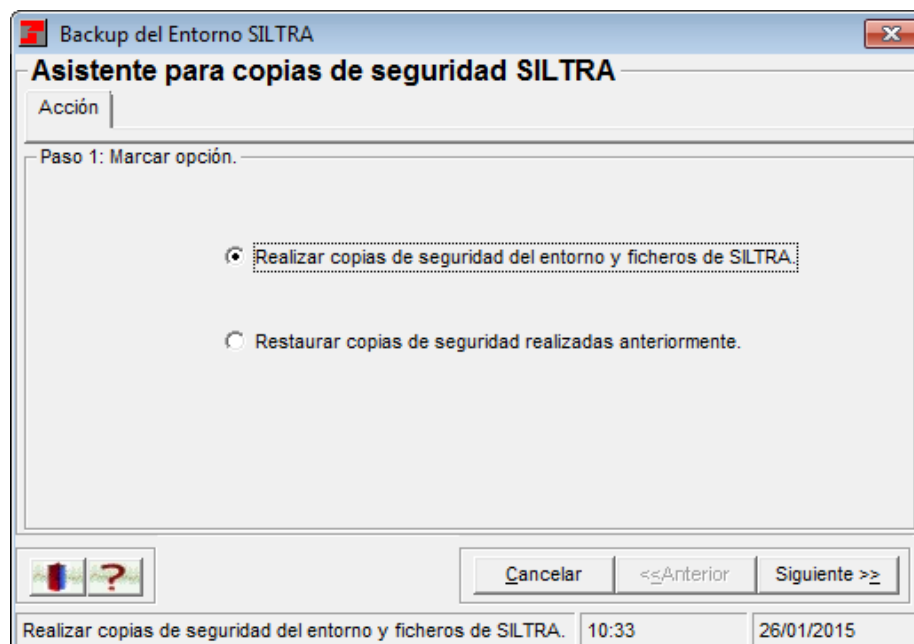 Backup del Entorno SILTRA
Asistente para copias de seguridad SILTRA
Acción
Paso 1: Marcar opción.
Realizar copias de seguridad del entorno y ficheros de SILTRA.
Restaurar copias de seguridad realizadas anteriormente.
?
Cancelar
<<Anterior
Siguiente >>
Realizar copias de seguridad del entorno y ficheros de SILTRA.
10:33
26/01/2015